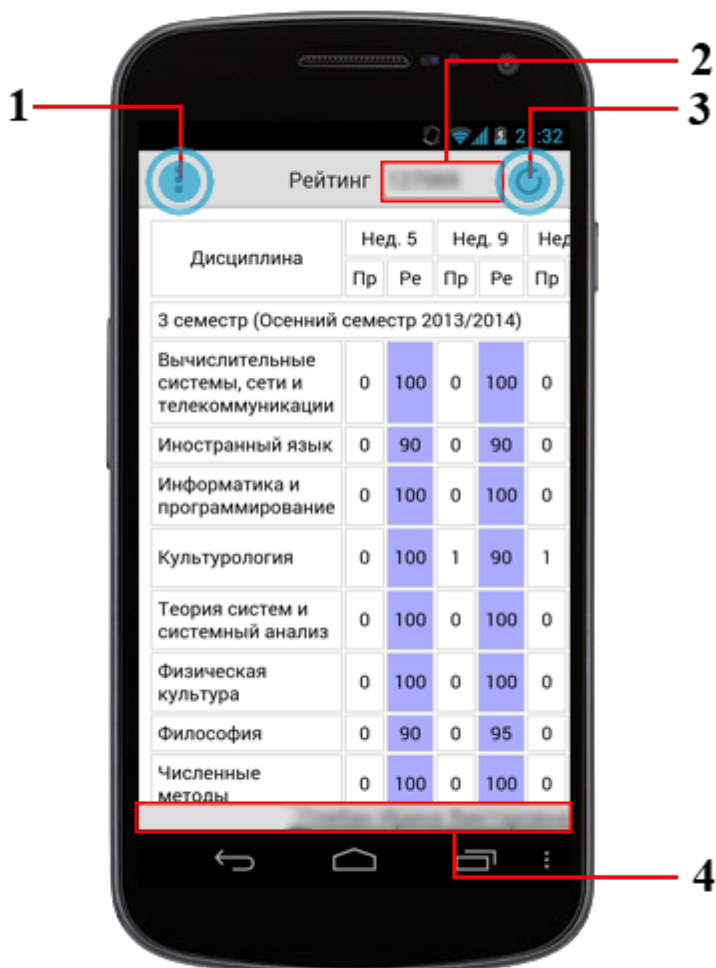 2
1
3
2 :32
Рейтинг
Дисциплина
Нед. 5
Нед. 9
Нед
Пр
Ре
Пр
Ре
Пр
3 семестр (Осенний семестр 2013/2014)
Вычислительные
системы, сети и
телекоммуникации
0
100
0
100
0
Иностранный язык
0
90
0
90
0
Информатика и
программирование
0
100
0
100
0
Культурология
0
100
1
90
1
Теория систем и
системный анализ
0
100
0
100
0
Физическая
культура
0
100
0
100
0
Философия
0
90
0
95
0
Численные
методы
0
100
0
100
0
4